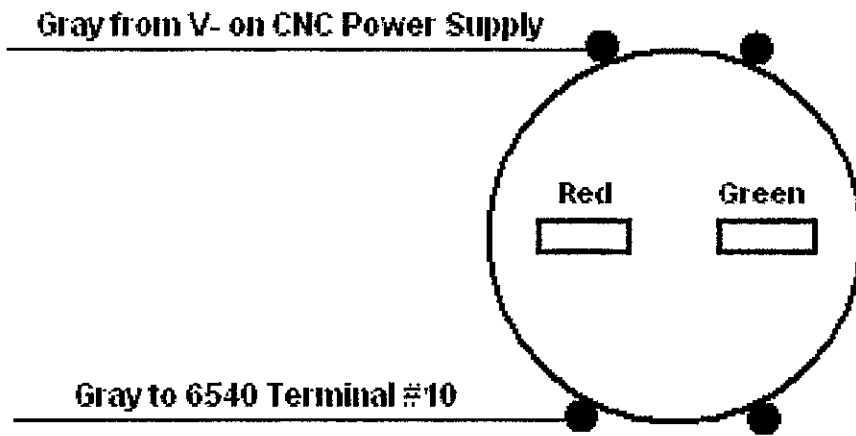 Gray from V- on CNC Power Supply
Red Green
Gray to 6540 Terminal #10